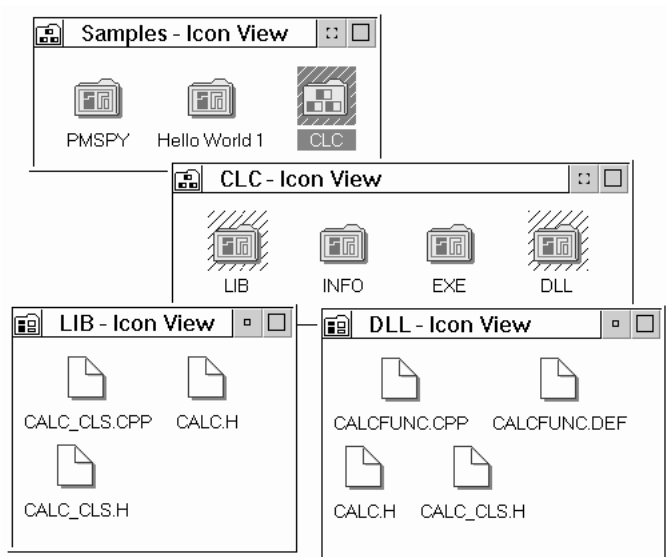 Samples - Icon View
PMSPY Hello World 1 CLC
CLC - Icon View
LIB INFO EXE DLL
LIB - Icon View
CALC_CLS.CPP CALC.H
CALC_CLS.H
DLL - Icon View
CALCFUNC.CPP CALCFUNC.DEF
CALC.H CALC_CLS.H